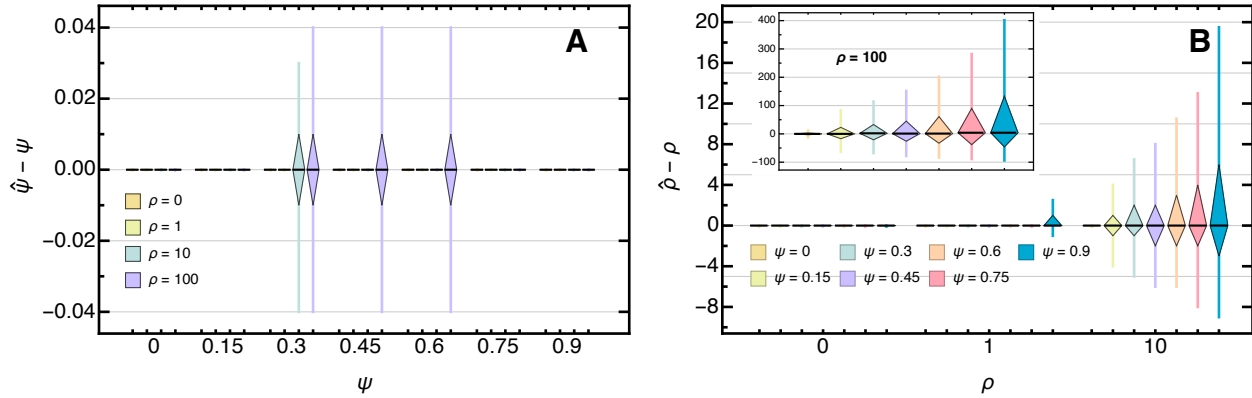 A
ψ̂ − ψ
0.04
0.02
0.00
−0.02
−0.04
ρ = 0
ρ = 1
ρ = 10
ρ = 100
0 0.15 0.3 0.45 0.6 0.75 0.9
ψ
B
ρ̂ − ρ
20
16
12
8
4
0
−4
−8
400
300
200
100
0
−100
ρ = 100
ψ = 0 ψ = 0.3 ψ = 0.6 ψ = 0.9
ψ = 0.15 ψ = 0.45 ψ = 0.75
0 1 10
ρ